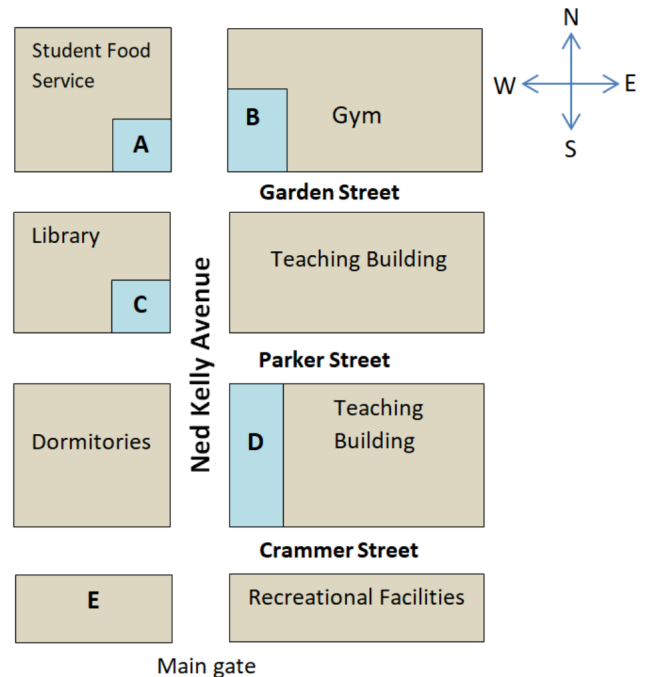 N
Student Food
Service
W
E
B
Gym
A
S
Garden Street
Library
Teaching Building
C
Ned Kelly Avenue
Parker Street
Teaching
Building
Dormitories
D
Crammer Street
E
Recreational Facilities
Main gate